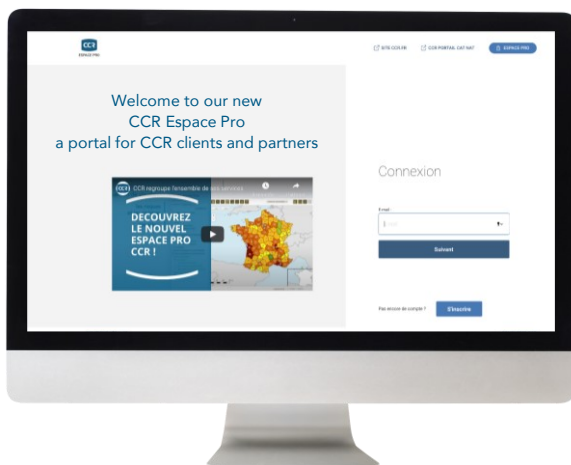 CCR
ESPACE PRO
SITE CCR.FR
CCR PORTAIL CAT NAT
ESPACE PRO
Welcome to our new
CCR Espace Pro
a portal for CCR clients and partners
CCR
CCR regroupe l'ensemble de ses services
DECOUVREZ
LE NOUVEL
ESPACE PRO
CCR !
Connexion
Email
Suivant
Pas encore de compte ?
S'inscrire